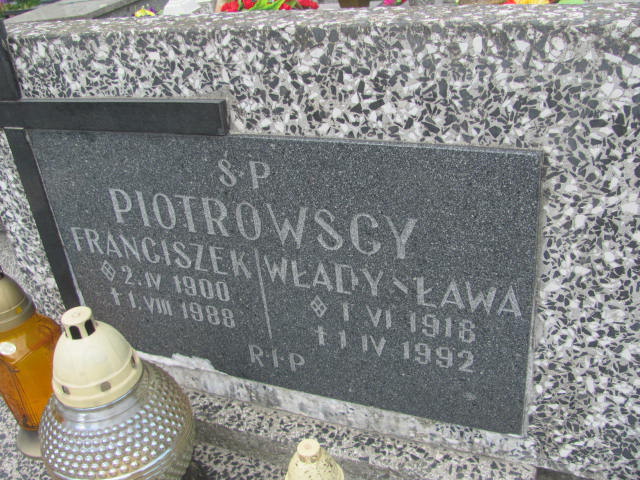 Ś.P
PIOTROWSCY
FRANCISZEK
2.IV 1900
† 1.VIII 1988
WŁADYSŁAWA
1 VI 1918
† 1 IV 1992
R.I.P